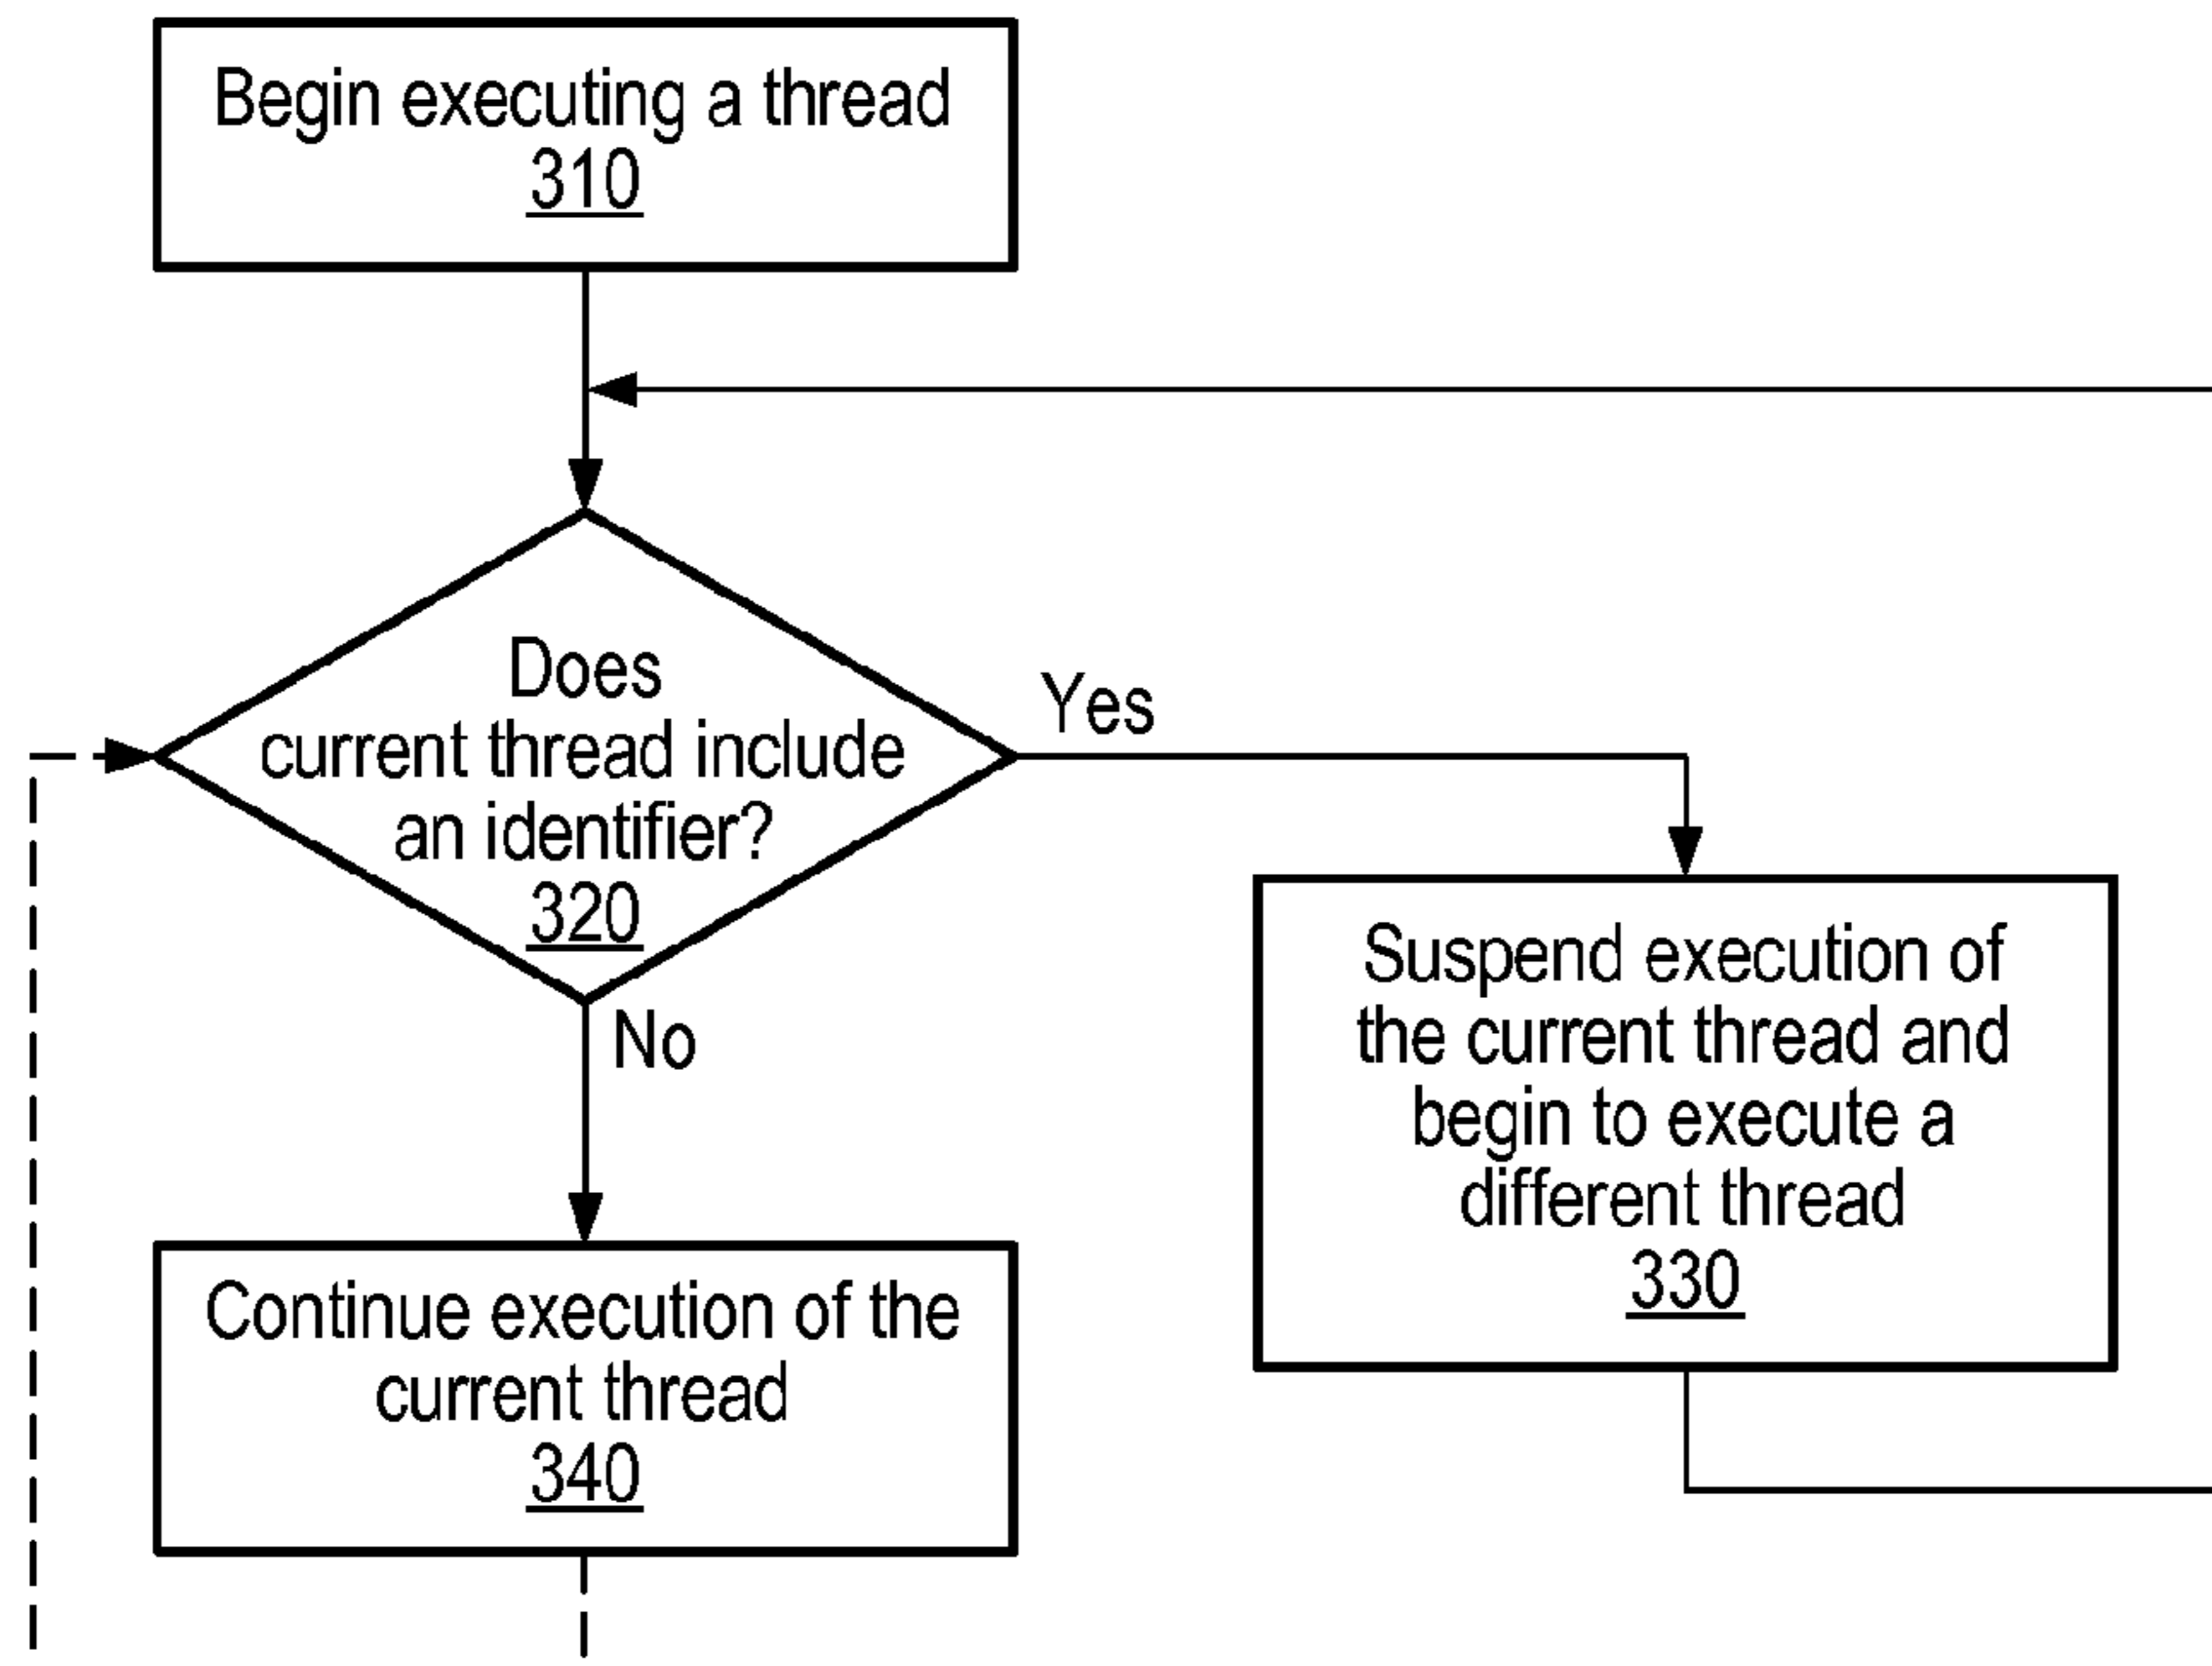 Begin executing a thread
310
Does
current thread include
an identifier?
320
Yes
No
Suspend execution of
the current thread and
begin to execute a
different thread
330
Continue execution of the
current thread
340